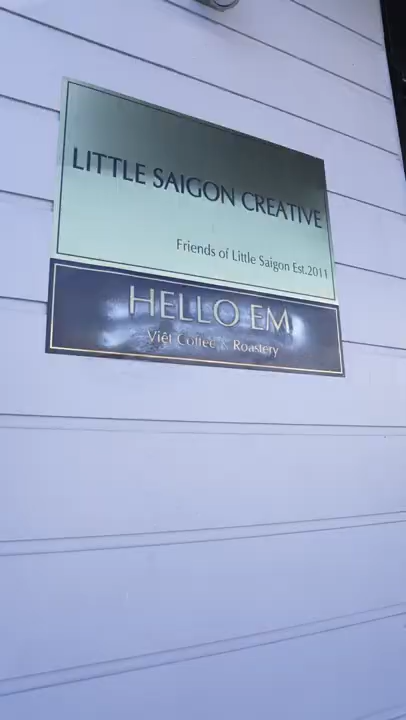 LITTLE SAIGON CREATIVE
Friends of Little Saigon Est.2011
HELLO EM
Việt Coffee & Roastery